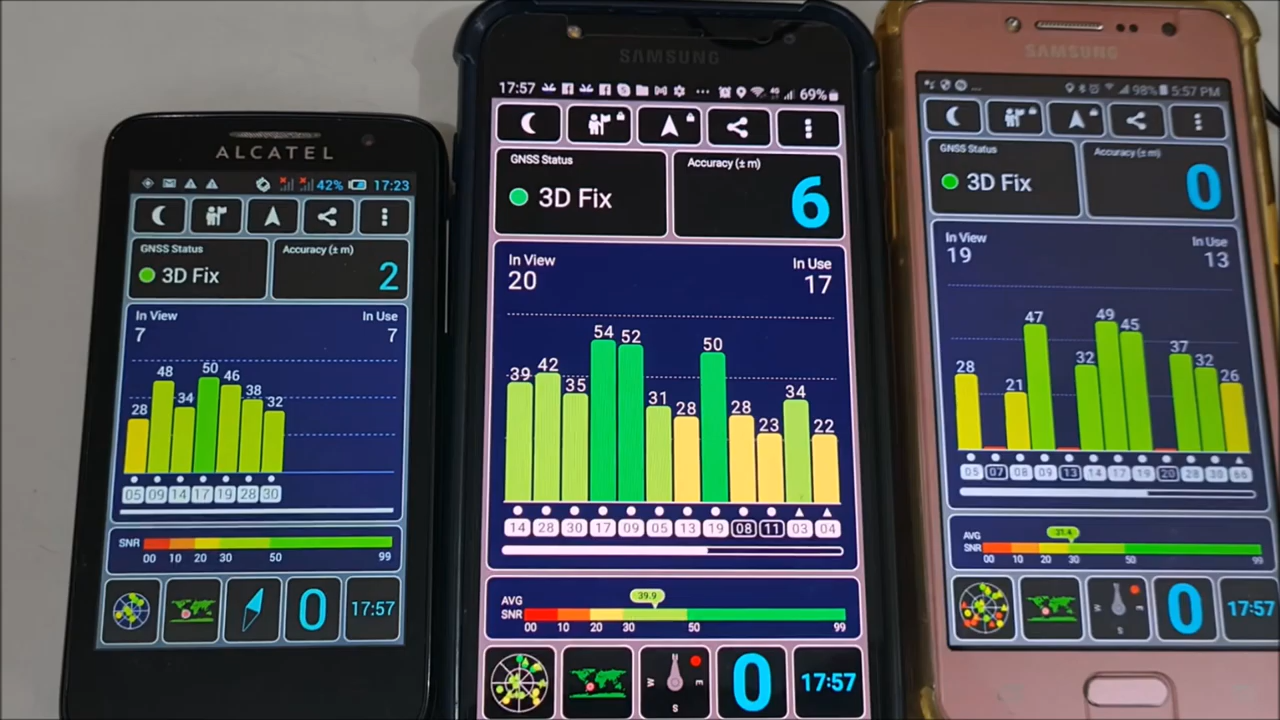 ALCATEL
42% 17:23
GNSS Status
3D Fix
Accuracy (± m)
2
In View
7
In Use
7
28 48 34 50 46 38 32
05 09 14 17 19 28 30
SNR
00 10 20 30 50 99
0
17:57
SAMSUNG
17:57 4G 69%
GNSS Status
3D Fix
Accuracy (± m)
6
In View
20
In Use
17
39 42 35 54 52 31 28 50 28 23 34 22
14 28 30 17 09 05 13 19 08 11 03 04
AVG
SNR
39.9
00 10 20 30 50 99
W E S
0
17:57
SAMSUNG
98% 5:57 PM
GNSS Status
3D Fix
Accuracy (± m)
0
In View
19
In Use
13
28 21 47 32 49 45 37 32 26
05 07 08 09 13 14 17 19 20 28 30 66
AVG
SNR
00 10 20 30 50 99
W E S
0
17:57